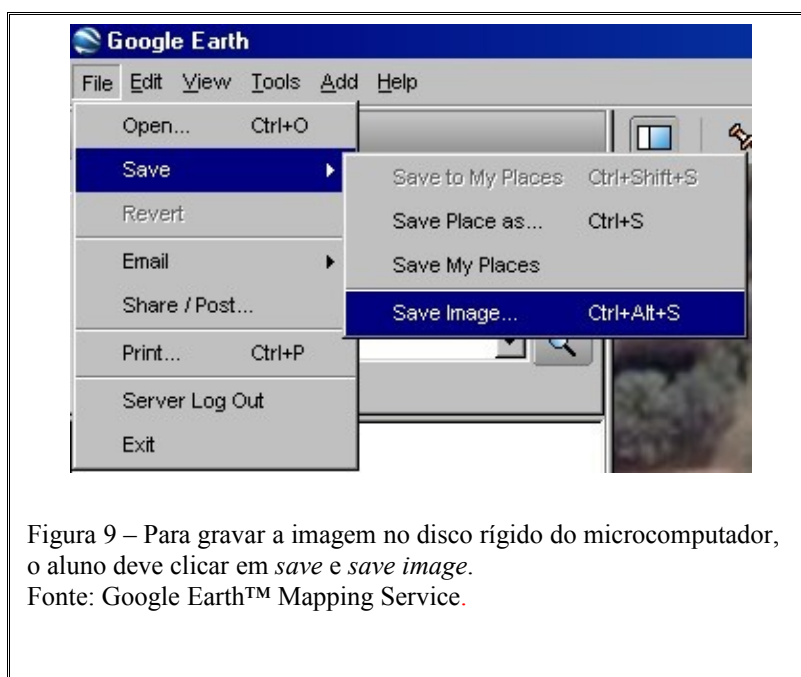 Google Earth
File Edit View Tools Add Help
Open... Ctrl+O
Save
Revert
Email
Share / Post...
Print... Ctrl+P
Server Log Out
Exit
Save to My Places Ctrl+Shift+S
Save Place as... Ctrl+S
Save My Places
Save Image... Ctrl+Alt+S
Figura 9 – Para gravar a imagem no disco rígido do microcomputador,
o aluno deve clicar em save e save image.
Fonte: Google Earth™ Mapping Service.